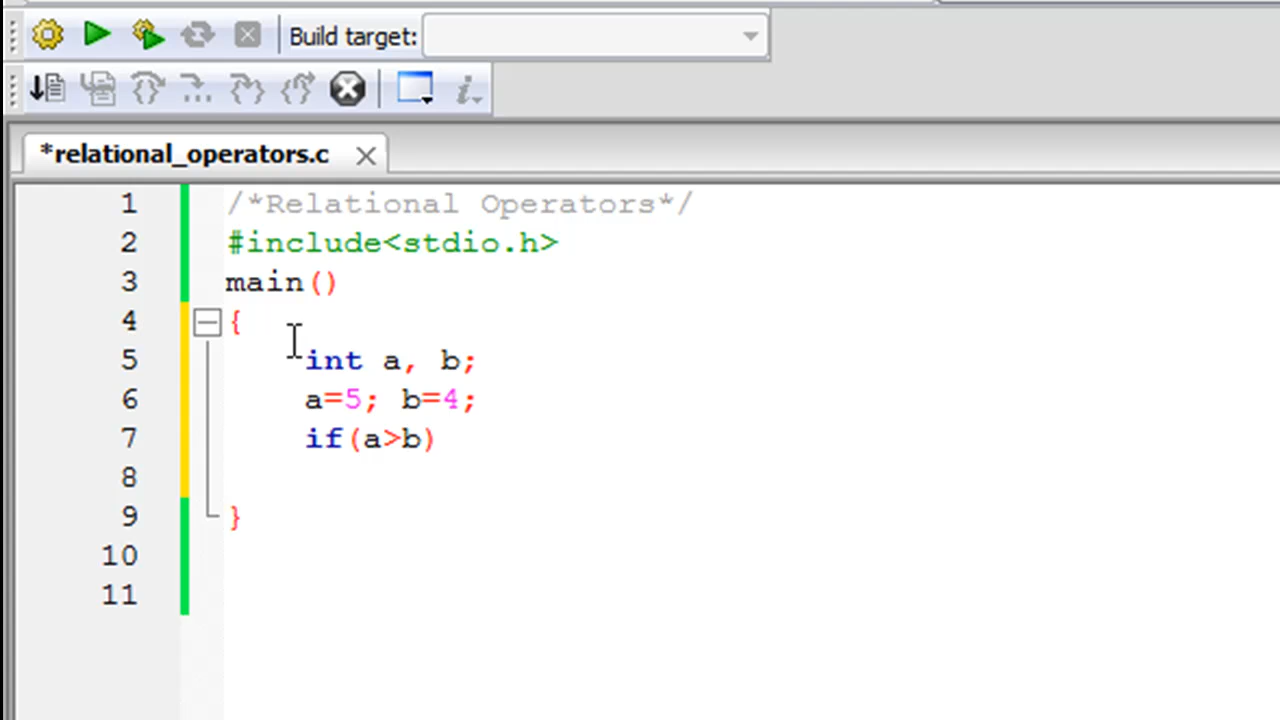 Build target:
*relational_operators.c
1 /*Relational Operators*/
2 #include<stdio.h>
3 main()
4 {
5 int a, b;
6 a=5; b=4;
7 if(a>b)
8
9 }
10
11